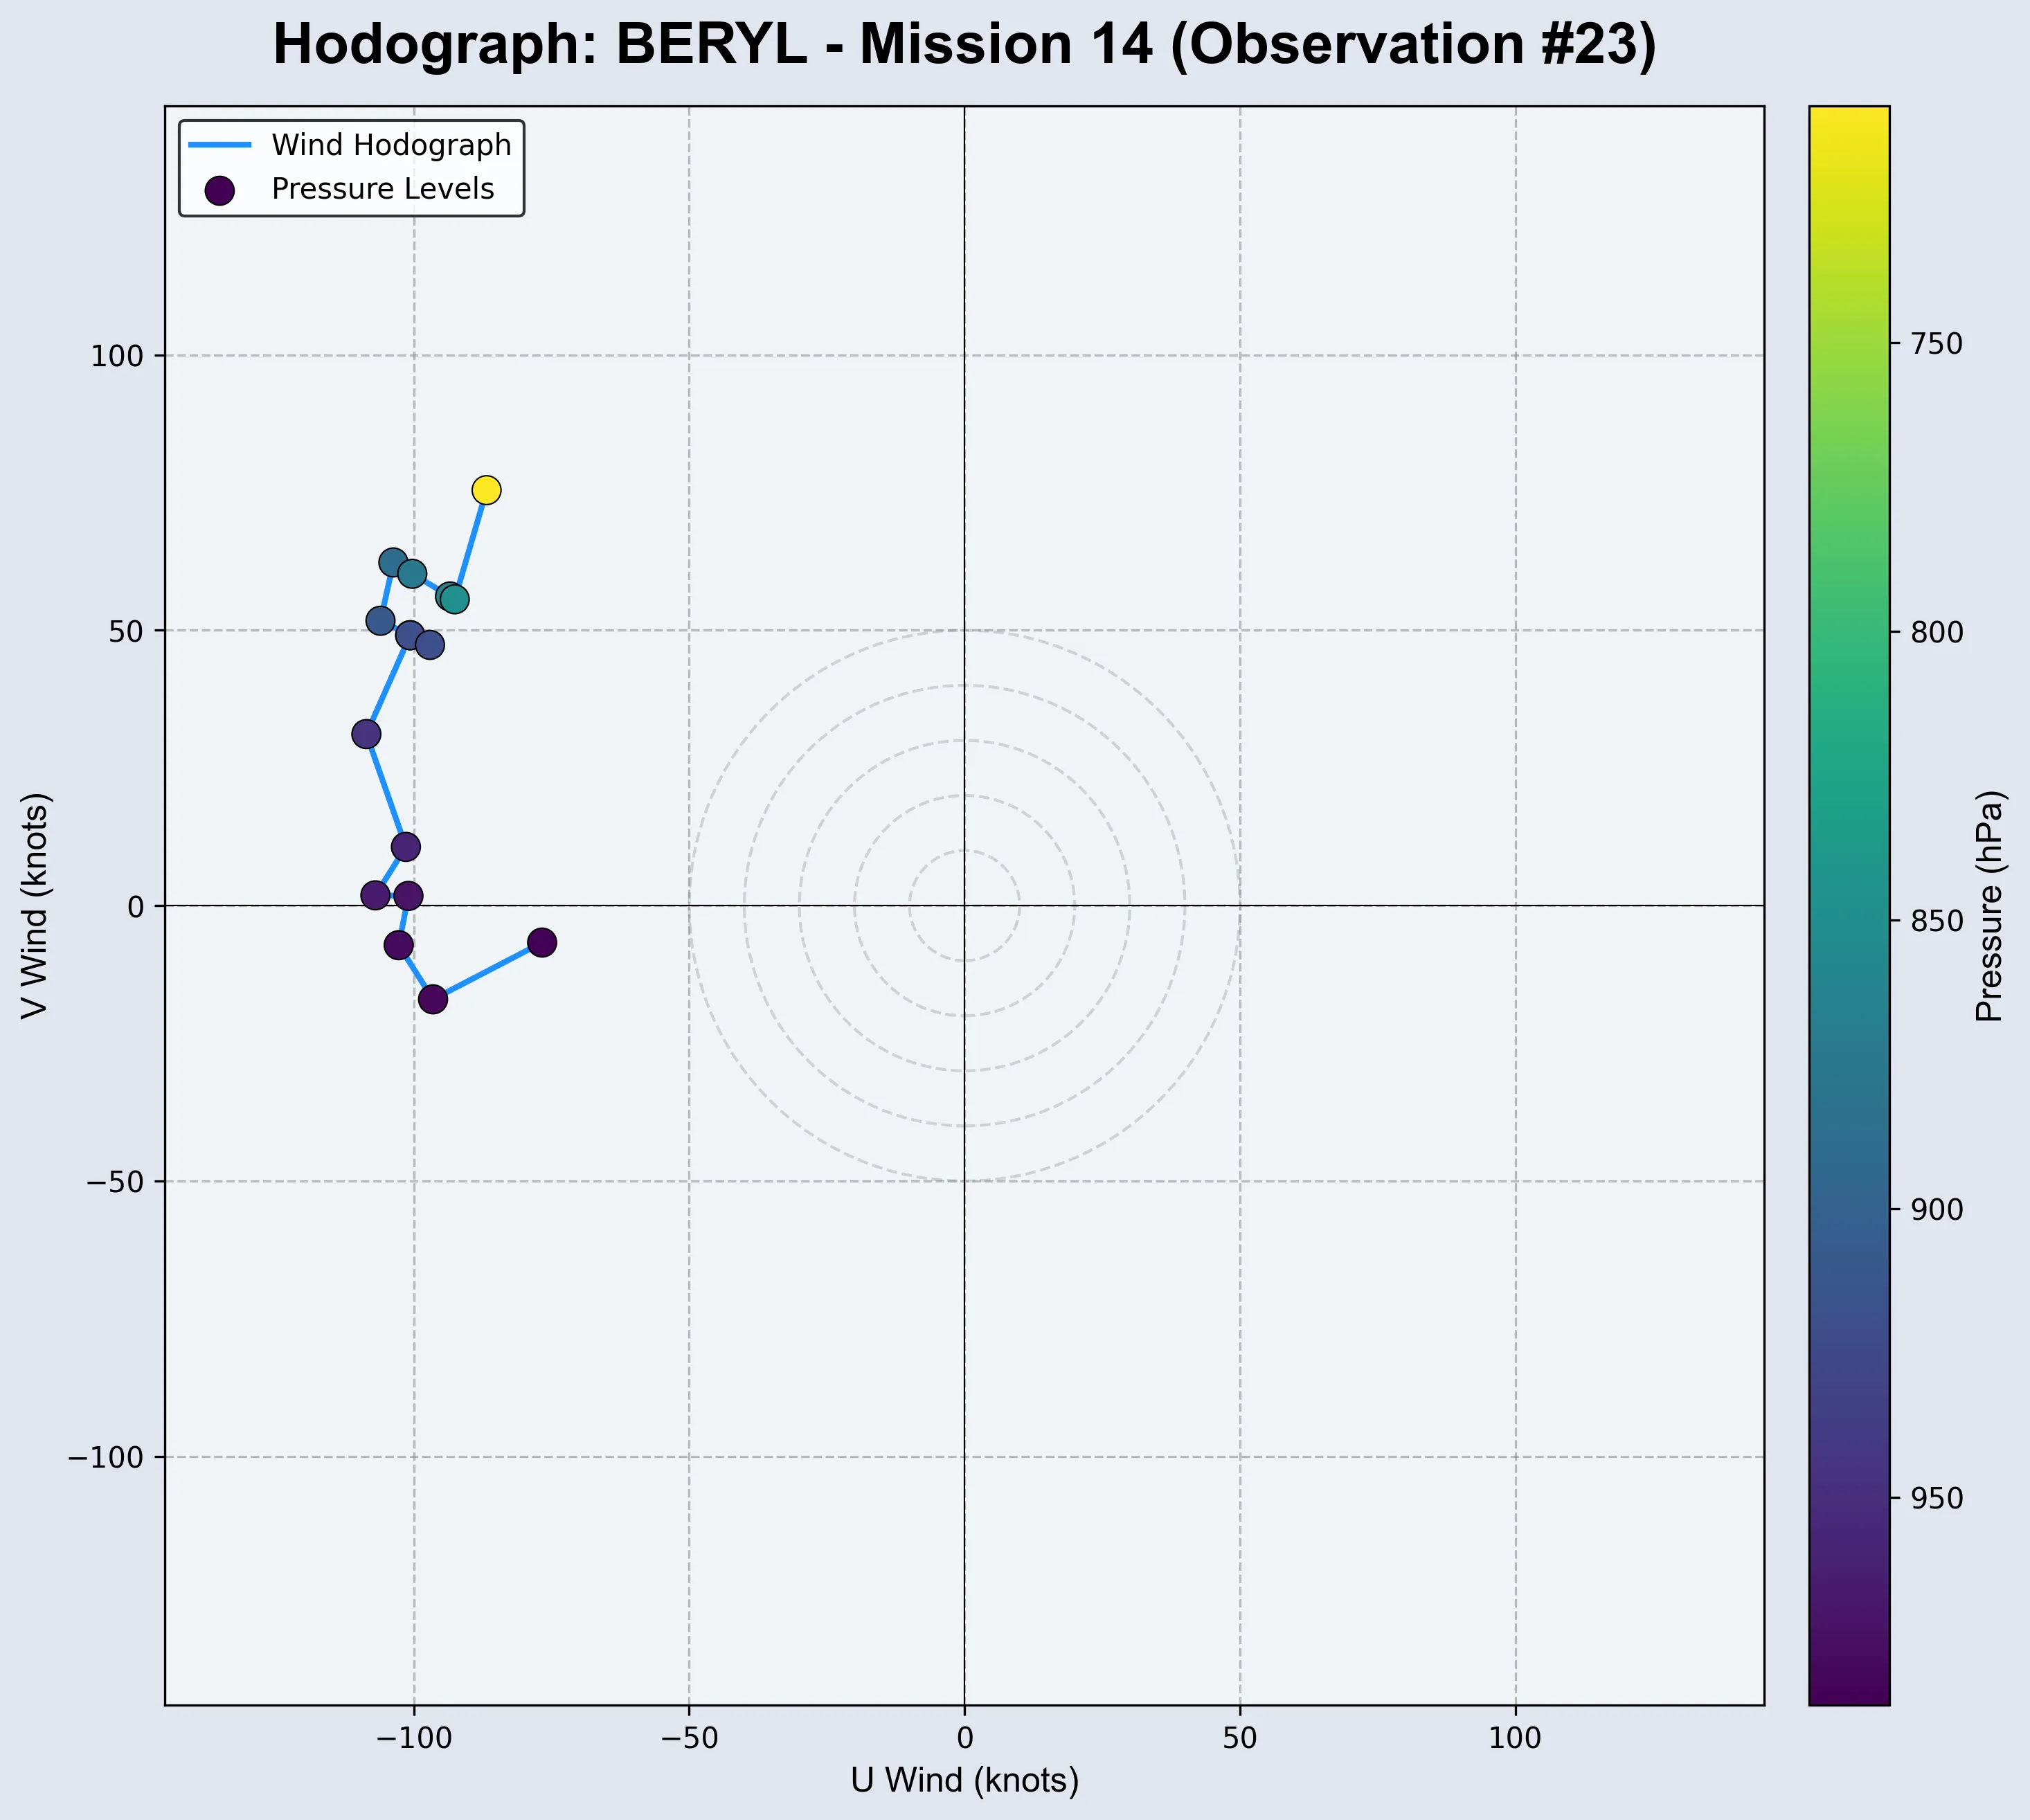 Hodograph: BERYL - Mission 14 (Observation #23)
Wind Hodograph
Pressure Levels
100
50
0
−50
−100
V Wind (knots)
−100
−50
0
50
100
U Wind (knots)
750
800
850
900
950
Pressure (hPa)